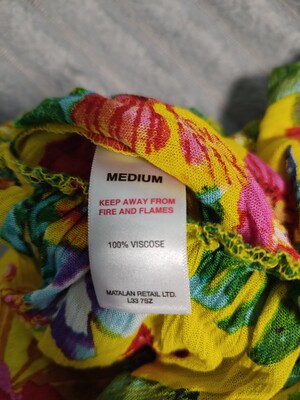 MEDIUM
KEEP AWAY FROM
FIRE AND FLAMES
100% VISCOSE
MATALAN RETAIL LTD.
L33 7SZ